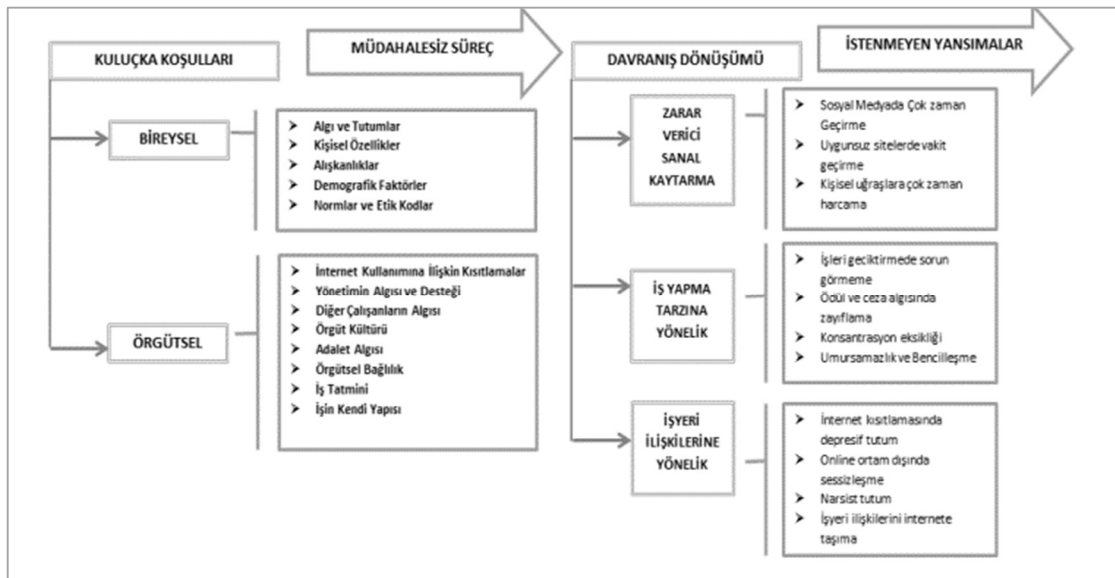 KULUÇKA KOŞULLARI
MÜDAHALESİZ SÜREÇ
BİREYSEL
Algı ve Tutumlar
Kişisel Özellikler
Alışkanlıklar
Demografik Faktörler
Normlar ve Etik Kodlar
ÖRGÜTSEL
İnternet Kullanımına İlişkin Kısıtlamalar
Yönetimin Algısı ve Desteği
Diğer Çalışanların Algısı
Örgüt Kültürü
Adalet Algısı
Örgütsel Bağlılık
İş Tatmini
İşin Kendi Yapısı
DAVRANIŞ DÖNÜŞÜMÜ
İSTENMEYEN YANSIMALAR
ZARAR
VERİCİ
SANAL
KAYTARMA
Sosyal Medyada Çok zaman
Geçirme
Uygunsuz sitelerde vakit
geçirme
Kişisel uğraşlara çok zaman
harcama
İŞ YAPMA
TARZINA
YÖNELİK
İşleri geciktirmede sorun
görmeme
Ödül ve ceza algısında
zayıflama
Konsantrasyon eksikliği
Umursamazlık ve Bencilleşme
İŞYERİ
İLİŞKİLERİNE
YÖNELİK
İnternet kısıtlamasında
depresif tutum
Online ortam dışında
sessizleşme
Narsist tutum
İşyeri ilişkilerini internete
taşıma